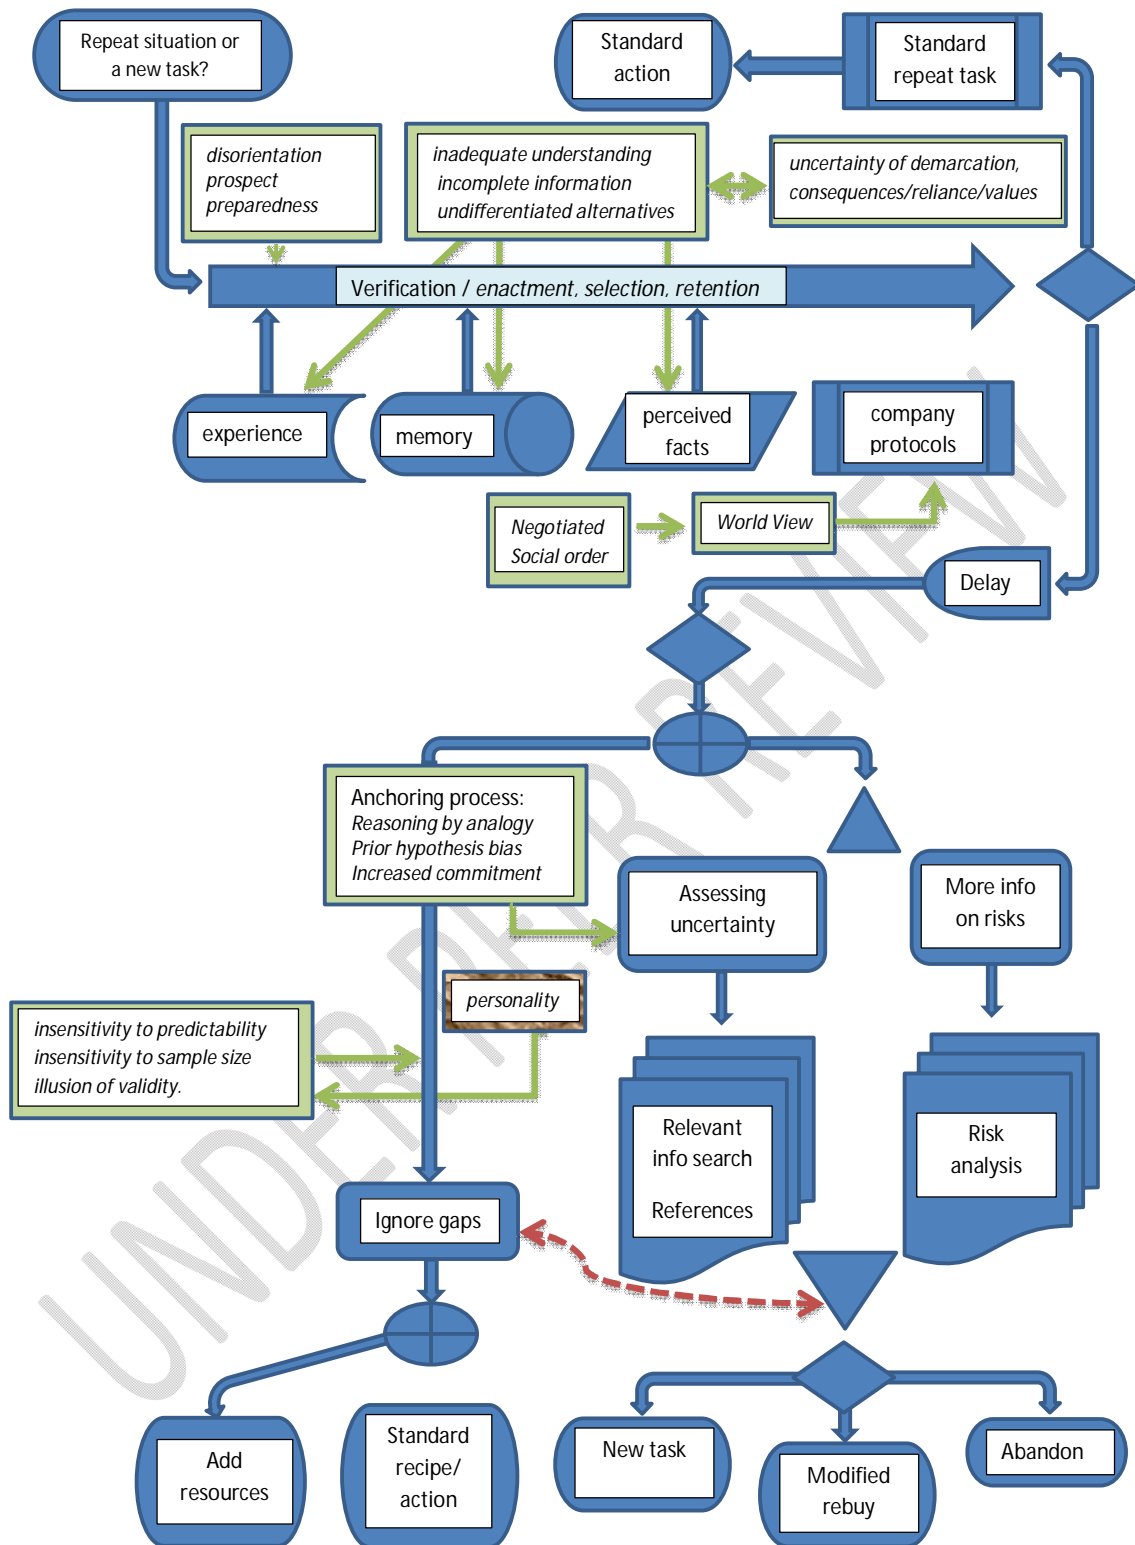 Repeat situation or
a new task?
Standard
action
Standard
repeat task
disorientation
prospect
preparedness
inadequate understanding
incomplete information
undifferentiated alternatives
uncertainty of demarcation,
consequences/reliance/values
Verification / enactment, selection, retention
experience
memory
perceived
facts
company
protocols
Negotiated
Social order
World View
Delay
Anchoring process:
Reasoning by analogy
Prior hypothesis bias
Increased commitment
Assessing
uncertainty
More info
on risks
personality
insensitivity to predictability
insensitivity to sample size
illusion of validity.
Relevant
info search
References
Risk
analysis
Ignore gaps
Add
resources
Standard
recipe/
action
New task
Modified
rebuy
Abandon
UNDER PEER REVIEW